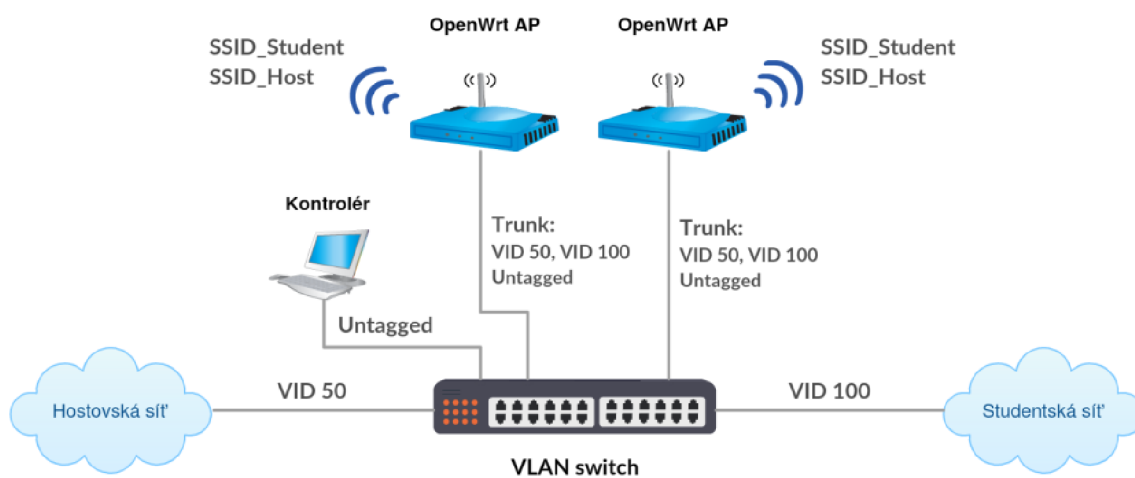 OpenWrt AP
OpenWrt AP
SSID_Student
SSID_Host
SSID_Student
SSID_Host
Kontrolér
Trunk:
VID 50, VID 100
Untagged
Trunk:
VID 50, VID 100
Untagged
Untagged
Hostovská síť
VID 50
VID 100
Studentská síť
VLAN switch